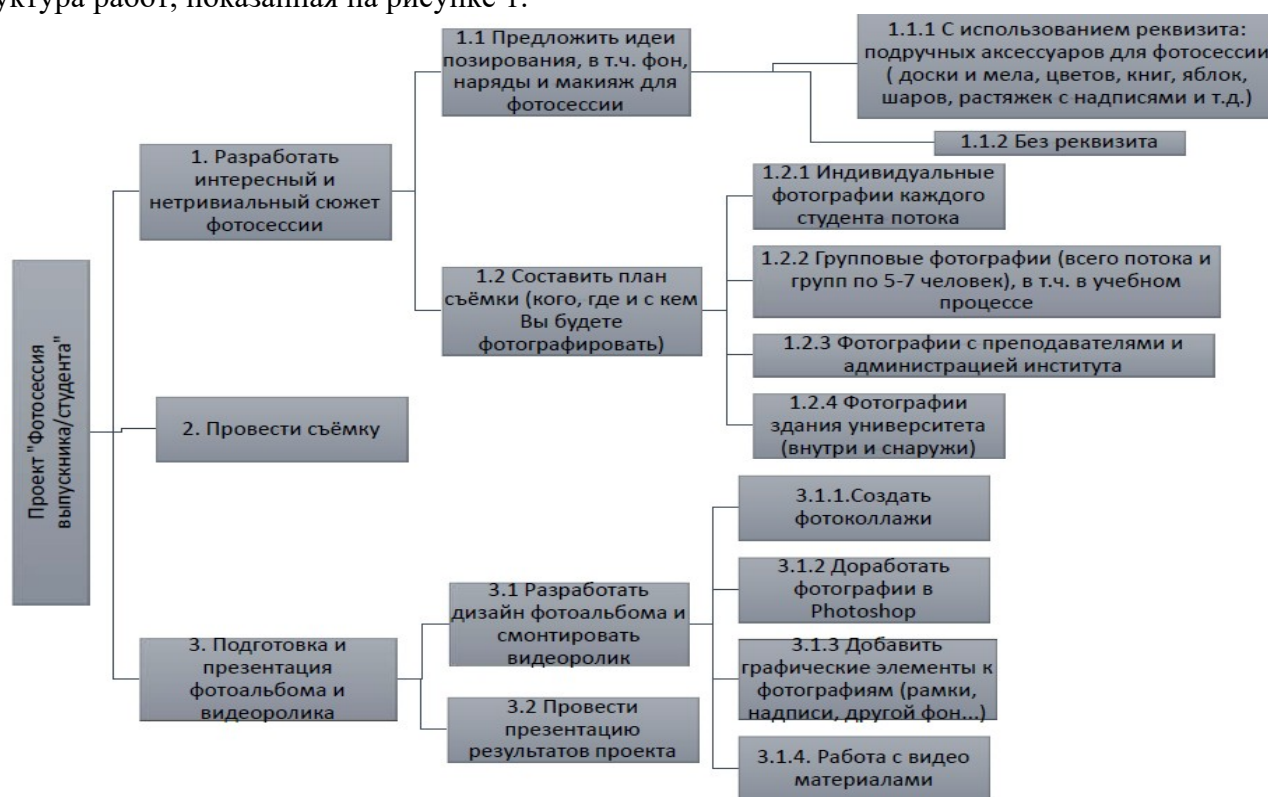 уктура работ, показанная на рисунке 1.
Проект "Фотосессия
выпускника/студента"
1. Разработать
интересный и
нетривиальный сюжет
фотосессии
1.1 Предложить идеи
позирования, в т.ч. фон,
наряды и макияж для
фотосессии
1.1.1 С использованием реквизита:
подручных аксессуаров для фотосессии
( доски и мела, цветов, книг, яблок,
шаров, растяжек с надписями и т.д.)
1.1.2 Без реквизита
1.2 Составить план
съёмки (кого, где и с кем
Вы будете
фотографировать)
1.2.1 Индивидуальные
фотографии каждого
студента потока
1.2.2 Групповые фотографии (всего потока и
групп по 5-7 человек), в т.ч. в учебном
процессе
1.2.3 Фотографии с преподавателями и
администрацией института
1.2.4 Фотографии
здания университета
(внутри и снаружи)
2. Провести съёмку
3. Подготовка и
презентация
фотоальбома и
видеоролика
3.1 Разработать
дизайн фотоальбома и
смонтировать
видеоролик
3.1.1.Создать
фотоколлажи
3.1.2 Доработать
фотографии в
Photoshop
3.1.3 Добавить
графические элементы к
фотографиям (рамки,
надписи, другой фон...)
3.1.4. Работа с видео
материалами
3.2 Провести
презентацию
результатов проекта